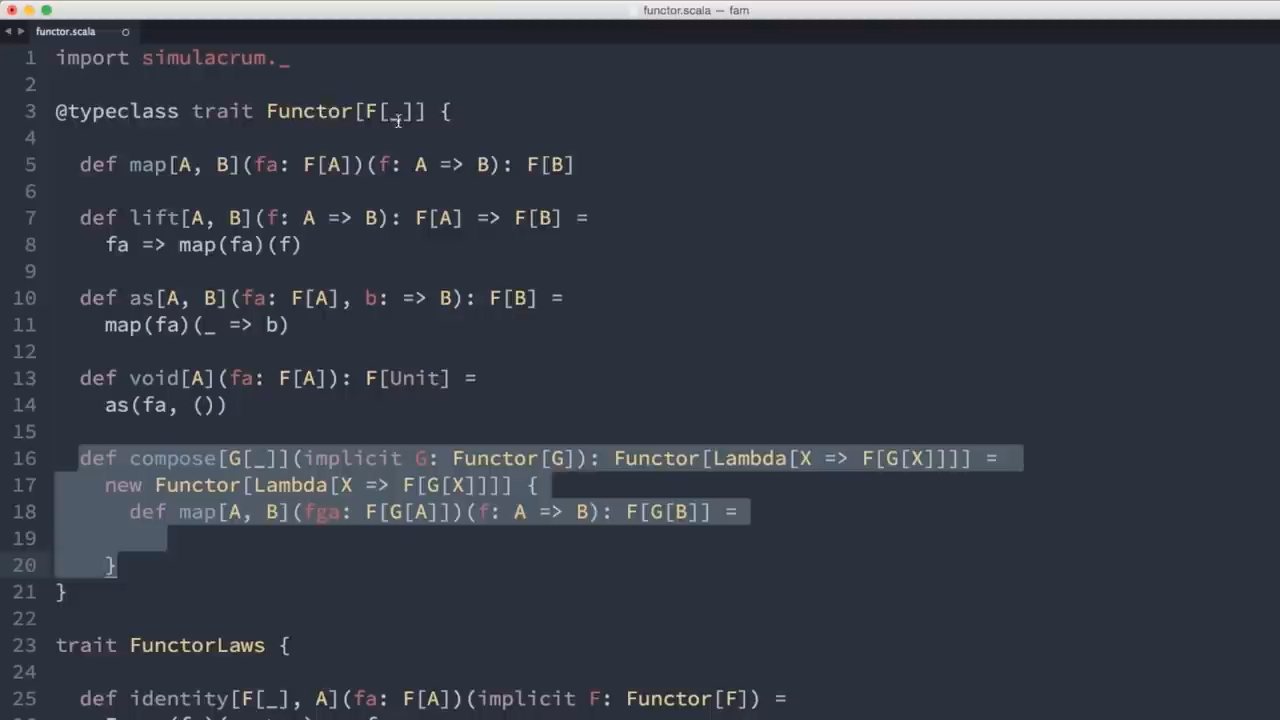 functor.scala — fam
functor.scala
1 import simulacrum._
2
3 @typeclass trait Functor[F[_]] {
4
5 def map[A, B](fa: F[A])(f: A => B): F[B]
6
7 def lift[A, B](f: A => B): F[A] => F[B] =
8 fa => map(fa)(f)
9
10 def as[A, B](fa: F[A], b: => B): F[B] =
11 map(fa)(_ => b)
12
13 def void[A](fa: F[A]): F[Unit] =
14 as(fa, ())
15
16 def compose[G[_]](implicit G: Functor[G]): Functor[Lambda[X => F[G[X]]]] =
17 new Functor[Lambda[X => F[G[X]]]] {
18 def map[A, B](fga: F[G[A]])(f: A => B): F[G[B]] =
19
20 }
21 }
22
23 trait FunctorLaws {
24
25 def identity[F[_], A](fa: F[A])(implicit F: Functor[F]) =